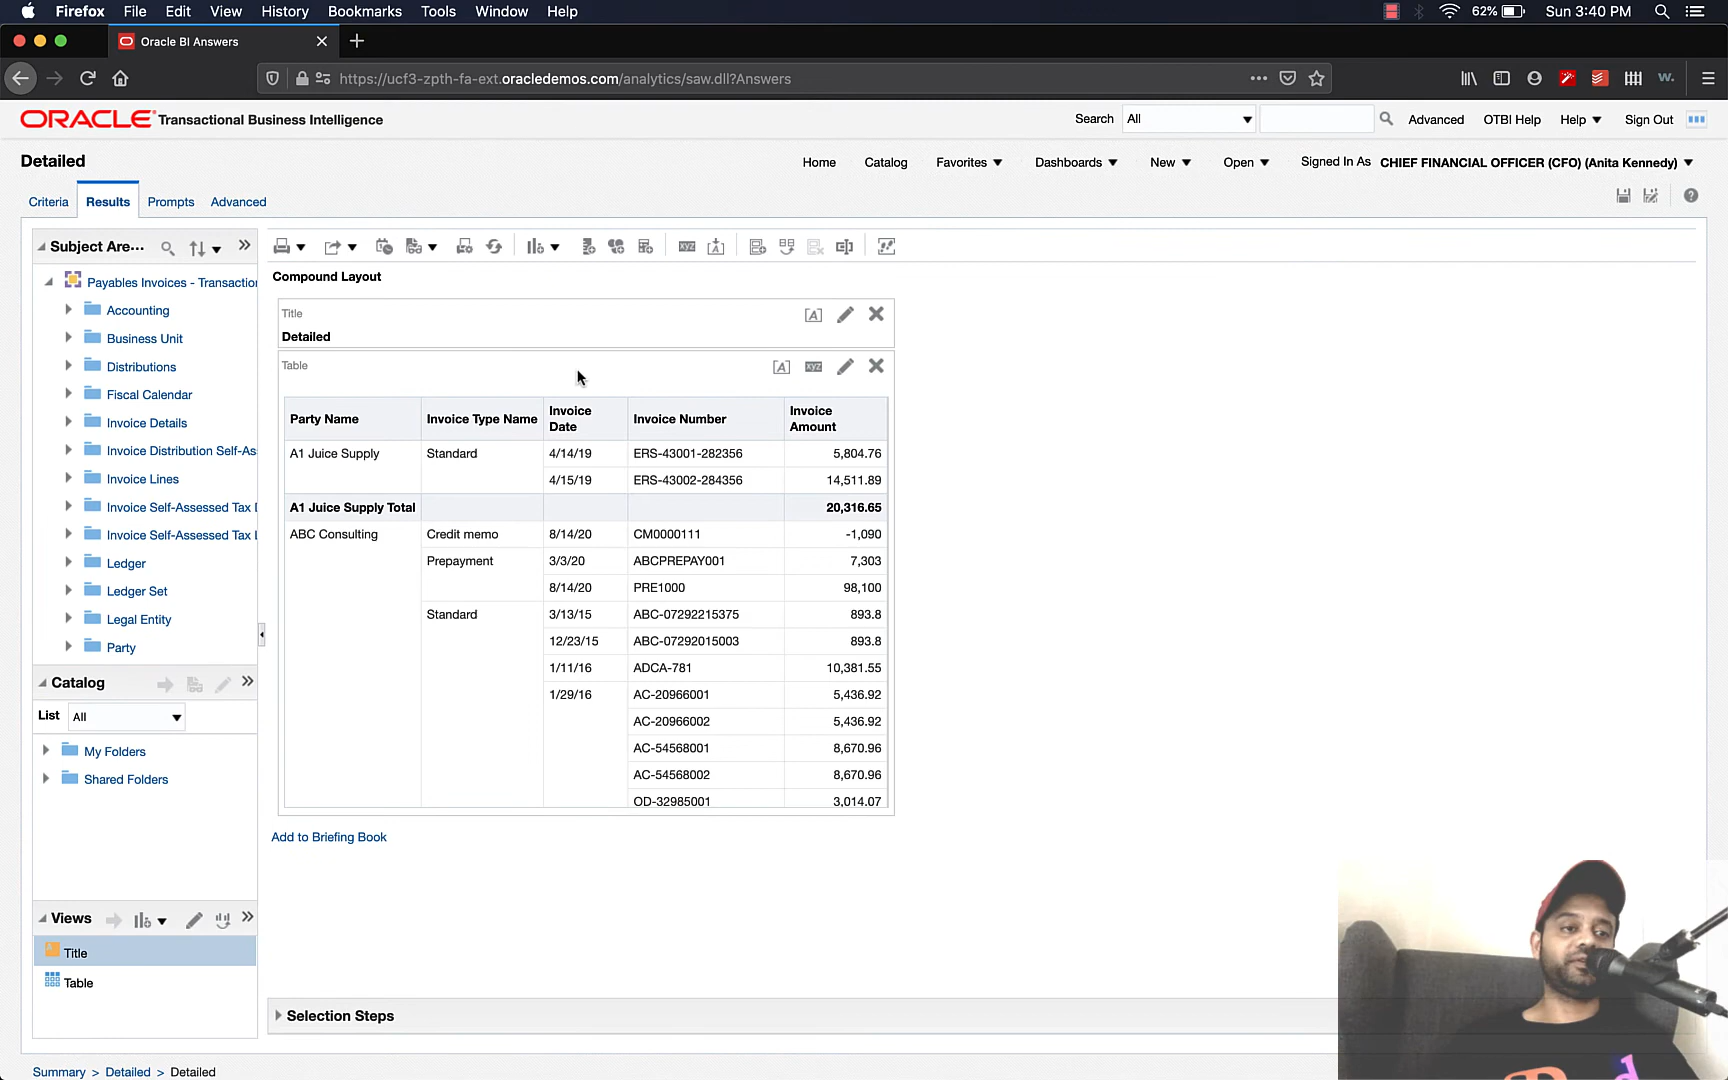 Firefox File Edit View History Bookmarks Tools Window Help 62% Sun 3:40 PM
Oracle BI Answers
https://ucf3-zpth-fa-ext.oracledemos.com/analytics/saw.dll?Answers
w.
ORACLE Transactional Business Intelligence Search All Advanced OTBI Help Help Sign Out
Detailed Home Catalog Favorites Dashboards New Open Signed In As CHIEF FINANCIAL OFFICER (CFO) (Anita Kennedy)
Criteria Results Prompts Advanced
Subject Are...
Payables Invoices - Transaction
Accounting
Business Unit
Distributions
Fiscal Calendar
Invoice Details
Invoice Distribution Self-As
Invoice Lines
Invoice Self-Assessed Tax
Invoice Self-Assessed Tax
Ledger
Ledger Set
Legal Entity
Party
Catalog
List All
My Folders
Shared Folders
Views
Title
Table
Compound Layout
Title
Detailed
Table
Party Name Invoice Type Name Invoice Date Invoice Number Invoice Amount
A1 Juice Supply Standard 4/14/19 ERS-43001-282356 5,804.76
4/15/19 ERS-43002-284356 14,511.89
A1 Juice Supply Total 20,316.65
ABC Consulting Credit memo 8/14/20 CM0000111 -1,090
Prepayment 3/3/20 ABCPREPAY001 7,303
8/14/20 PRE1000 98,100
Standard 3/13/15 ABC-07292215375 893.8
12/23/15 ABC-07292015003 893.8
1/11/16 ADCA-781 10,381.55
1/29/16 AC-20966001 5,436.92
AC-20966002 5,436.92
AC-54568001 8,670.96
AC-54568002 8,670.96
OD-32985001 3,014.07
Add to Briefing Book
Selection Steps
Summary > Detailed > Detailed